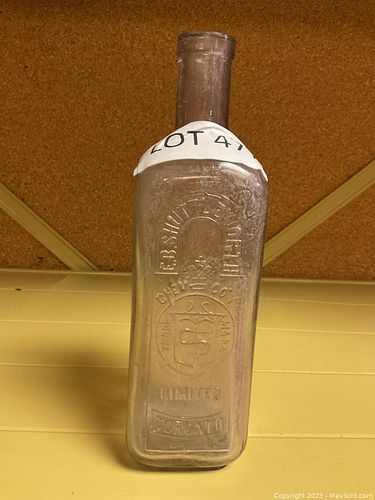 LOT 47
E.B. SHUTTLEWORTH
CHEM. CO'Y
TRADE MARK
LIMITED
TORONTO
Copyright 2023 - MaxSold.com